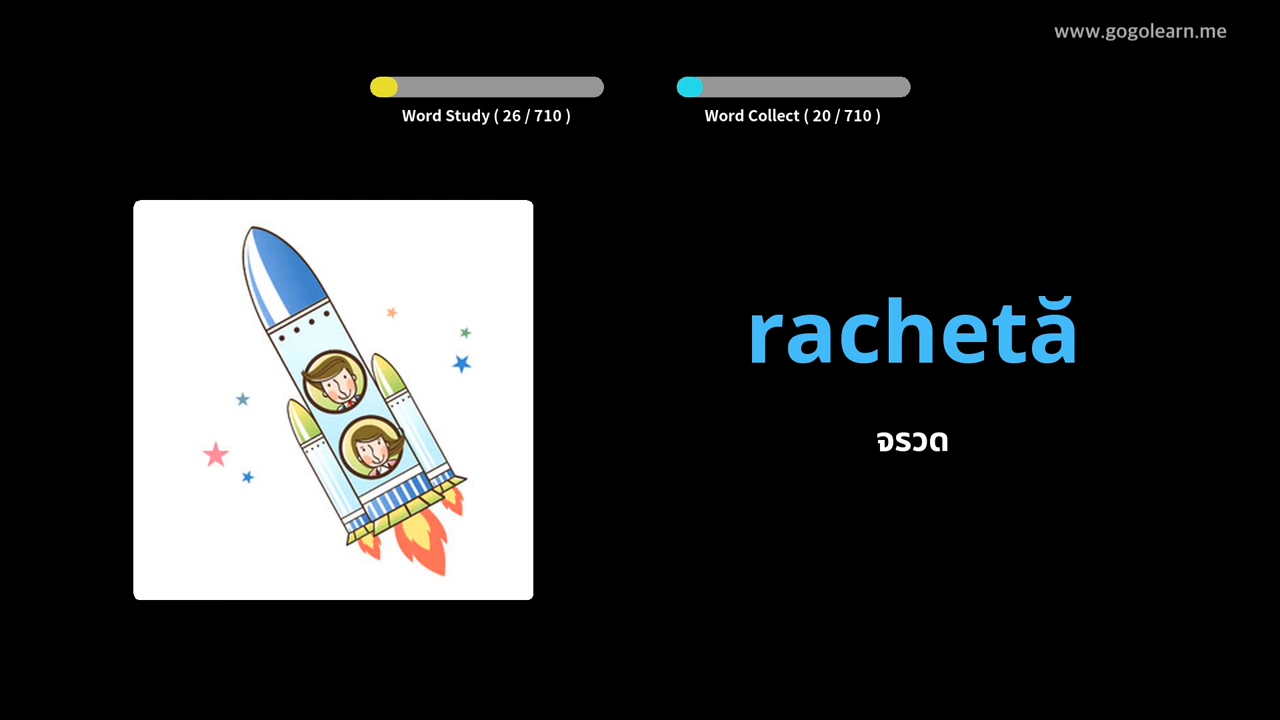 www.gogolearn.me
Word Study ( 26 / 710 )
Word Collect ( 20 / 710 )
rachetă
จรวด